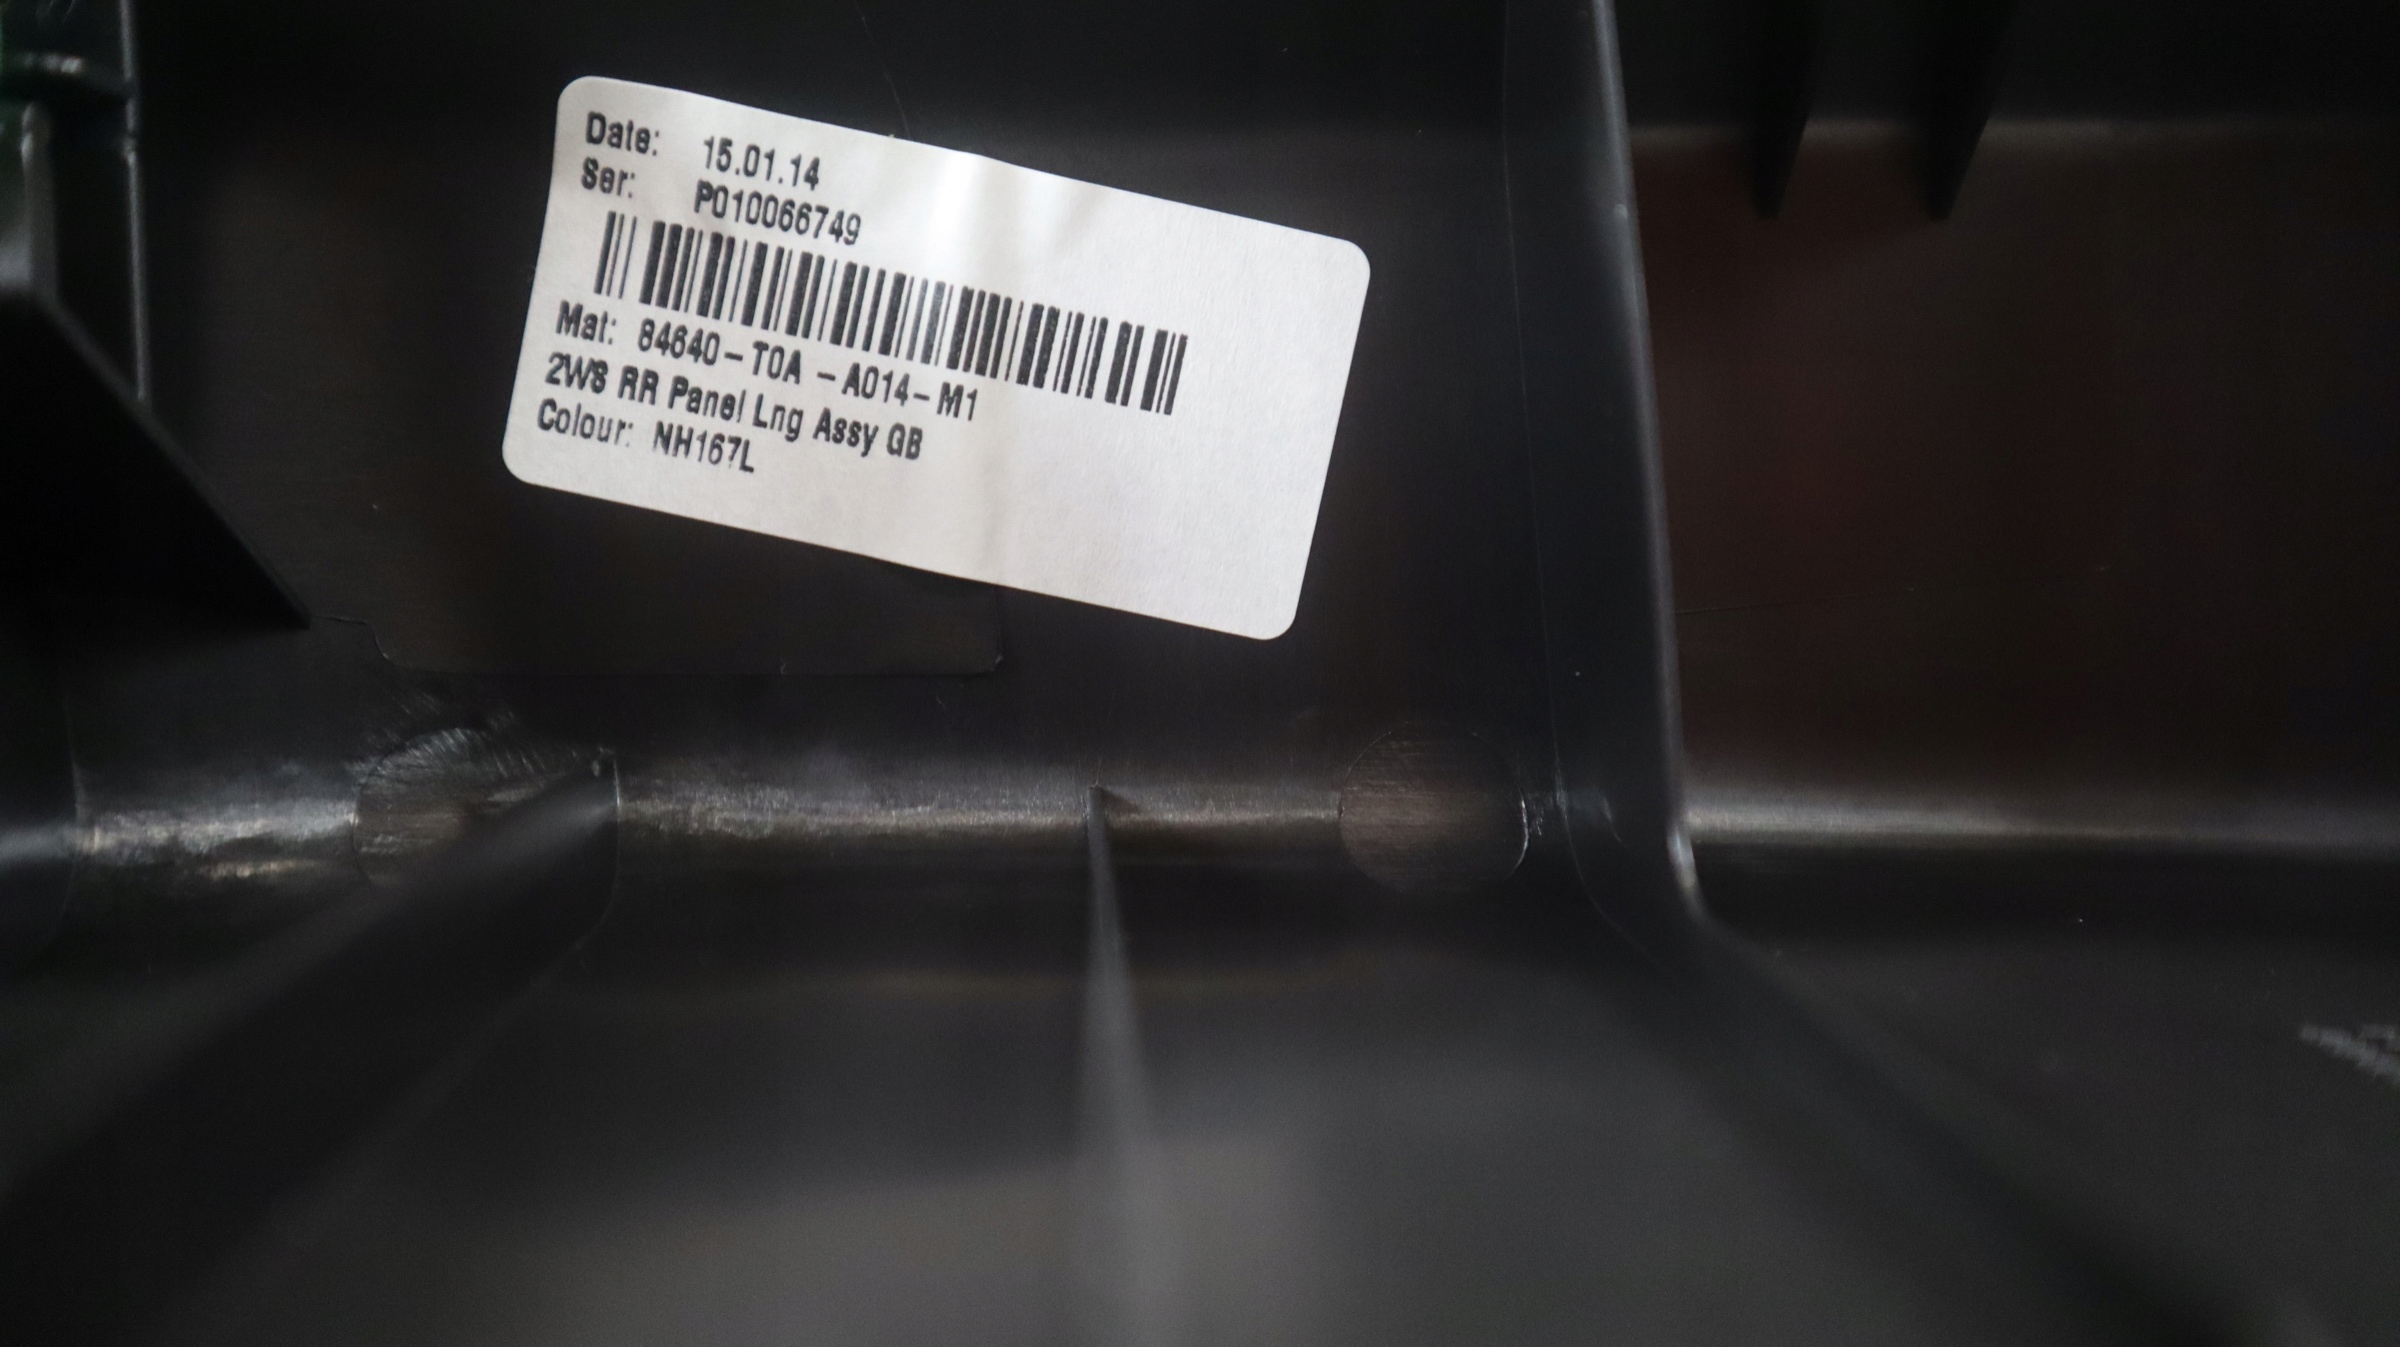 Date: 15.01.14
Ser: P010066749
Mat: 84640-T0A-A014-M1
2WS RR Panel Lng Assy GB
Colour: NH167L